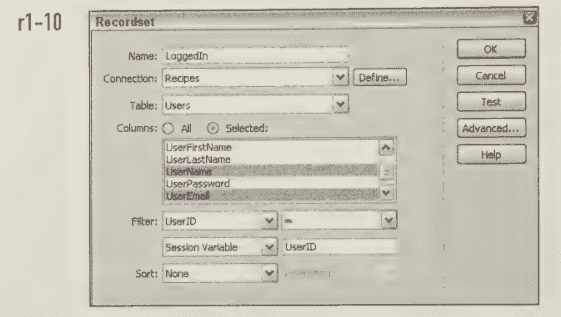 r1-10
Recordset
Name: LoggedIn
OK
Connection: Recipes Define...
Cancel
Table: Users
Test
Columns: All Selected:
Advanced...
UserFirstName
UserLastName
Help
UserName
UserPassword
UserEmail
Filter: UserID =
Session Variable UserID
Sort: None